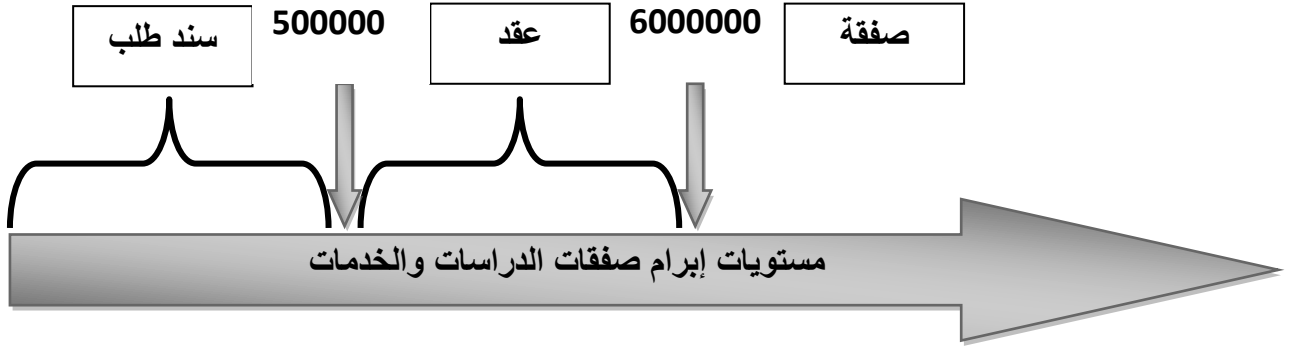 صفقة
6000000
عقد
500000
سند طلب
مستويات إبرام صفقات الدراسات والخدمات